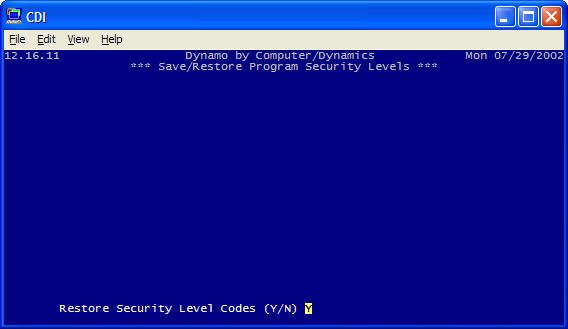 CDI
File Edit View Help
12.16.11 Dynamo by Computer/Dynamics Mon 07/29/2002
*** Save/Restore Program Security Levels ***
Restore Security Level Codes (Y/N) Y